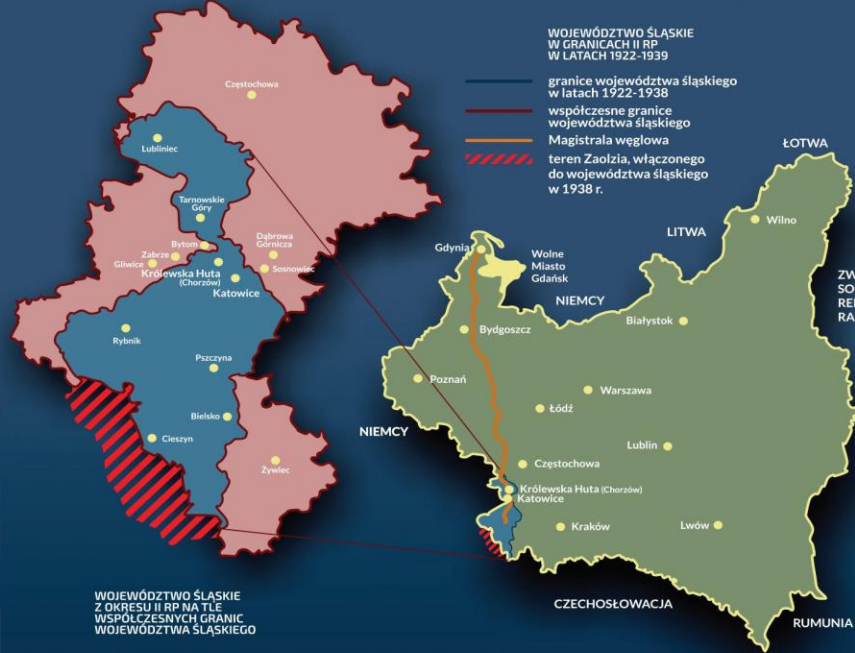 WOJEWÓDZTWO ŚLĄSKIE
W GRANICACH II RP
W LATACH 1922-1939
granice województwa śląskiego
w latach 1922-1938
współczesne granice
województwa śląskiego
Magistrala węglowa
teren Zaolzia, włączonego
do województwa śląskiego
w 1938 r.
Częstochowa
Lubliniec
Tarnowskie
Góry
Bytom
Zabrze
Gliwice
Królewska Huta
(Chorzów)
Katowice
Dąbrowa
Górnicza
Sosnowiec
Rybnik
Pszczyna
Bielsko
Cieszyn
Żywiec
WOJEWÓDZTWO ŚLĄSKIE
Z OKRESU II RP NA TLE
WSPÓŁCZESNYCH GRANIC
WOJEWÓDZTWA ŚLĄSKIEGO
ŁOTWA
Wilno
LITWA
Gdynia
Wolne
Miasto
Gdańsk
NIEMCY
ZW
SO
RE
RA
Bydgoszcz
Białystok
Poznań
Warszawa
Łódź
NIEMCY
Lublin
Częstochowa
Królewska Huta (Chorzów)
Katowice
Kraków
Lwów
CZECHOSŁOWACJA
RUMUNIA